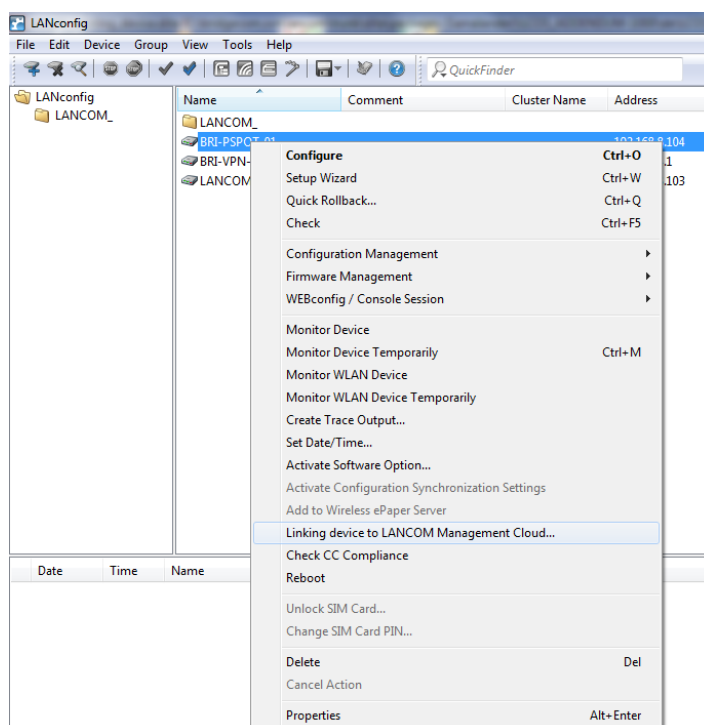 LANconfig
File Edit Device Group View Tools Help
QuickFinder
LANconfig
LANCOM_
Name Comment Cluster Name Address
LANCOM_
BRI-PSPOT-01 192.168.8.104
BRI-VPN- .1
LANCOM .103
Configure Ctrl+O
Setup Wizard Ctrl+W
Quick Rollback... Ctrl+Q
Check Ctrl+F5
Configuration Management
Firmware Management
WEBconfig / Console Session
Monitor Device
Monitor Device Temporarily Ctrl+M
Monitor WLAN Device
Monitor WLAN Device Temporarily
Create Trace Output...
Set Date/Time...
Activate Software Option...
Activate Configuration Synchronization Settings
Add to Wireless ePaper Server
Linking device to LANCOM Management Cloud...
Check CC Compliance
Reboot
Unlock SIM Card...
Change SIM Card PIN...
Delete Del
Cancel Action
Properties Alt+Enter
Date Time Name